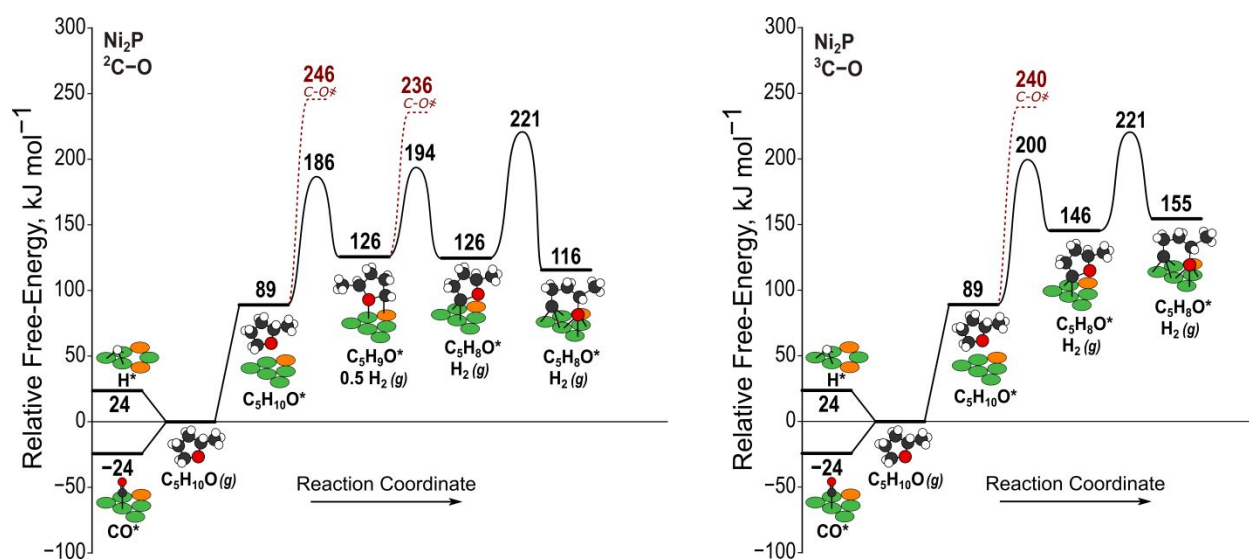 Relative Free-Energy, kJ mol⁻¹
300
250
200
150
100
50
0
−50
−100
Ni₂P
²C−O
246
C-O≠
236
C-O≠
221
186
194
126
126
116
89
C₅H₉O*
0.5 H₂ (g)
C₅H₈O*
H₂ (g)
C₅H₈O*
H₂ (g)
C₅H₁₀O*
H*
24
−24
CO*
C₅H₁₀O (g)
Reaction Coordinate
Relative Free-Energy, kJ mol⁻¹
300
250
200
150
100
50
0
−50
−100
Ni₂P
³C−O
240
C-O≠
200
221
146
155
89
C₅H₈O*
H₂ (g)
C₅H₈O*
H₂ (g)
C₅H₁₀O*
H*
24
−24
CO*
C₅H₁₀O (g)
Reaction Coordinate